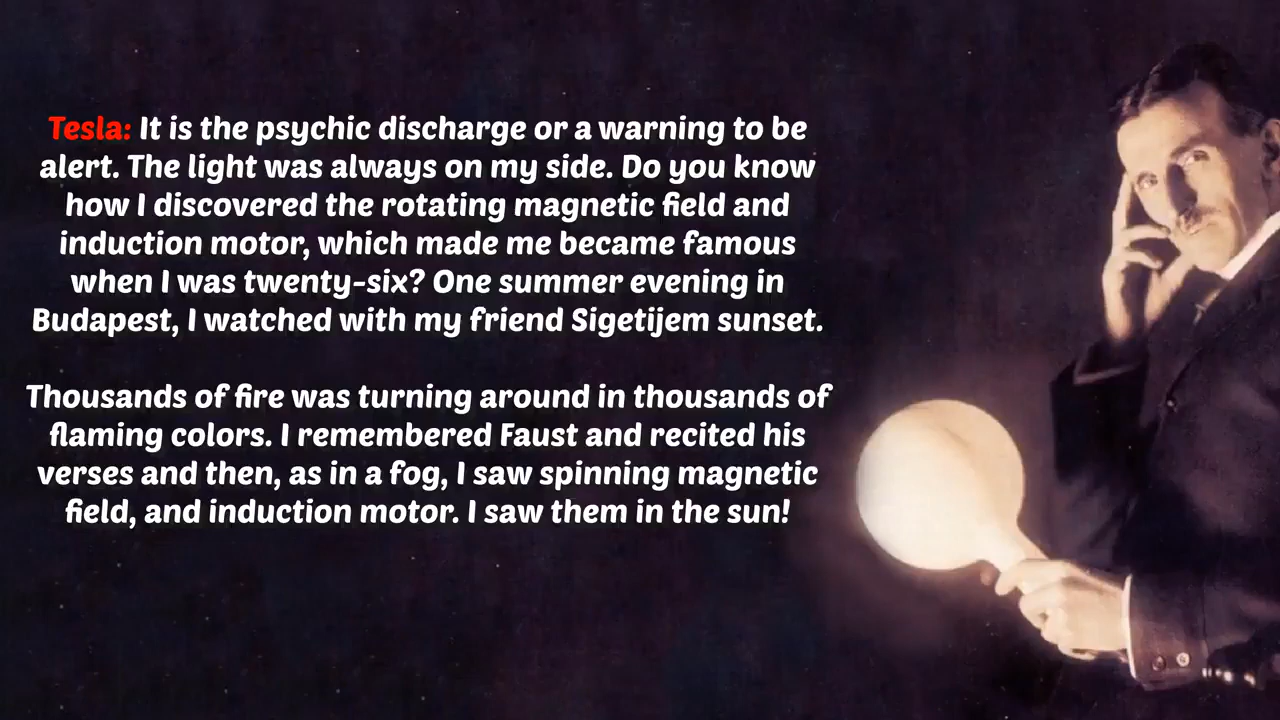 Tesla: It is the psychic discharge or a warning to be
alert. The light was always on my side. Do you know
how I discovered the rotating magnetic field and
induction motor, which made me became famous
when I was twenty-six? One summer evening in
Budapest, I watched with my friend Sigetijem sunset.
Thousands of fire was turning around in thousands of
flaming colors. I remembered Faust and recited his
verses and then, as in a fog, I saw spinning magnetic
field, and induction motor. I saw them in the sun!